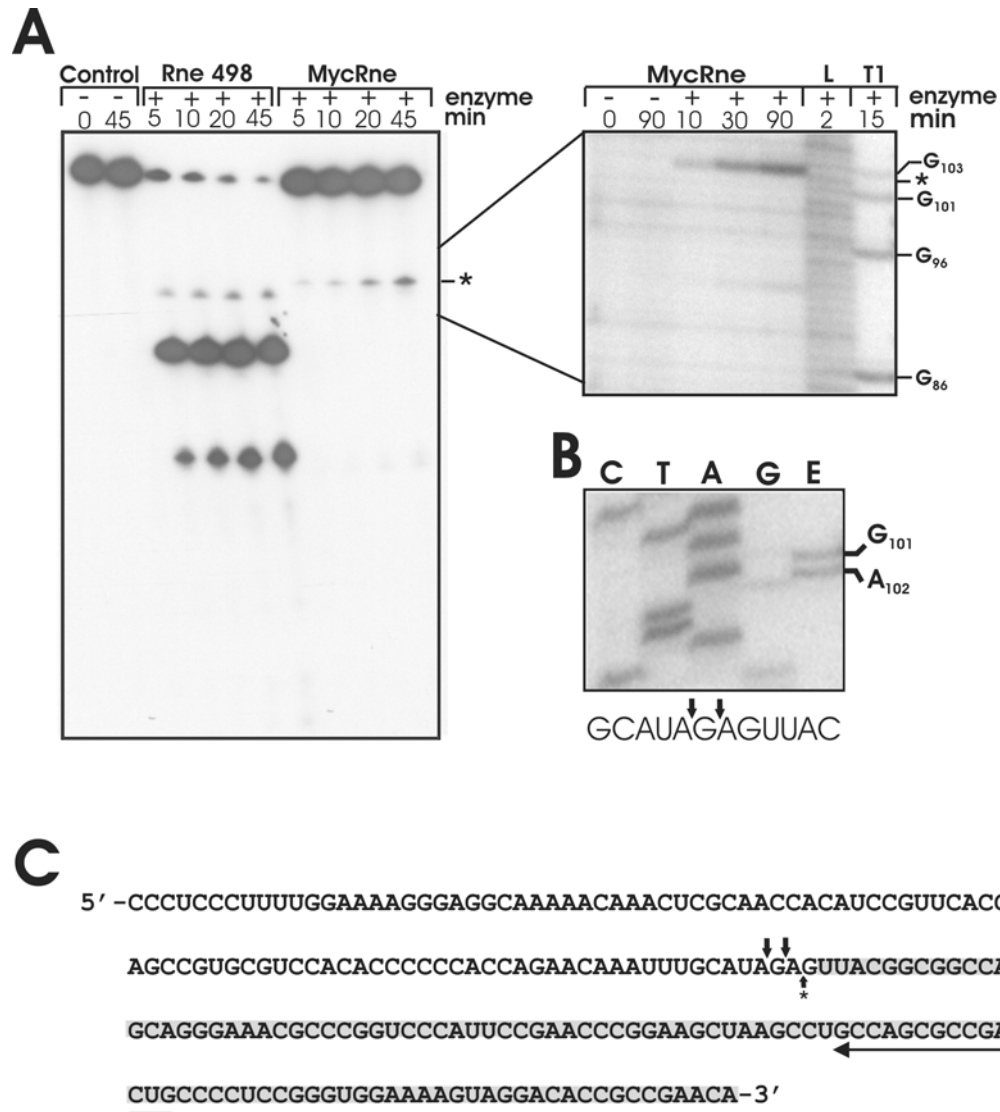 A
Control Rne 498 MycRne
- - + + + + + + + + enzyme
0 45 5 10 20 45 5 10 20 45 min
*
MycRne L T1
- - + + + + + enzyme
0 90 10 30 90 2 15 min
G103
*
G101
G96
G86
B
C T A G E
G101
A102
GCAUAGAGUUAC
C
5′-CCCUCCCUUUUGGAAAAGGGAGGCAAAAACAAACUCGCAACCACAUCCGUUCACC
AGCCGUGCGUCCACACCCCCCACCAGAACAAAUUUGCAUAGAGUUACGGCGGCCA
*
GCAGGGAAACGCCCGGUCCCAUUCCGAACCCGGAAGCUAAGCCUGCCAGCGCCGA
CUGCCCCUCCGGGUGGAAAAGUAGGACACCGCCGAACA-3′